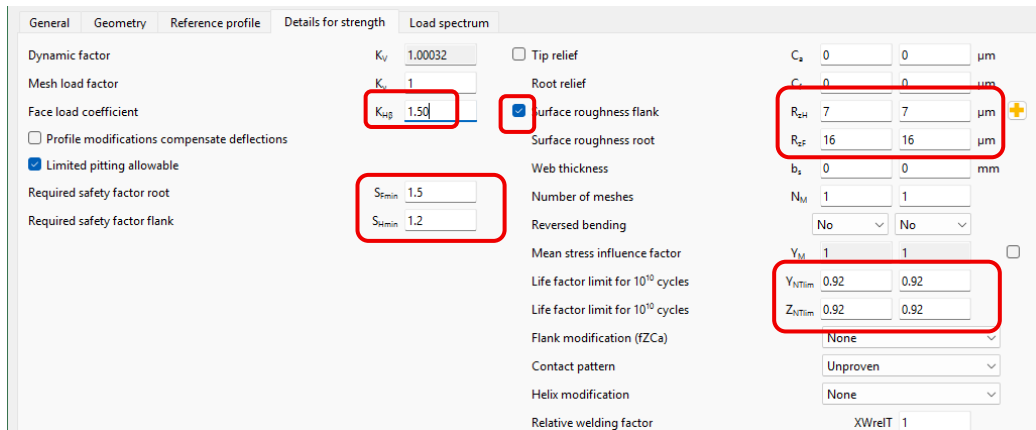 General Geometry Reference profile Details for strength Load spectrum
Dynamic factor Kv 1.00032
Mesh load factor Kγ 1
Face load coefficient KHβ 1.50
Profile modifications compensate deflections
Limited pitting allowable
Required safety factor root SFmin 1.5
Required safety factor flank SHmin 1.2
Tip relief Ca 0 0 µm
Root relief 0 0 µm
Surface roughness flank RzH 7 7 µm
Surface roughness root RzF 16 16 µm
Web thickness bs 0 0 mm
Number of meshes NM 1 1
Reversed bending No No
Mean stress influence factor YM 1 1
Life factor limit for 10¹⁰ cycles YNTlim 0.92 0.92
Life factor limit for 10¹⁰ cycles ZNTlim 0.92 0.92
Flank modification (fZCa) None
Contact pattern Unproven
Helix modification None
Relative welding factor XWrelT 1